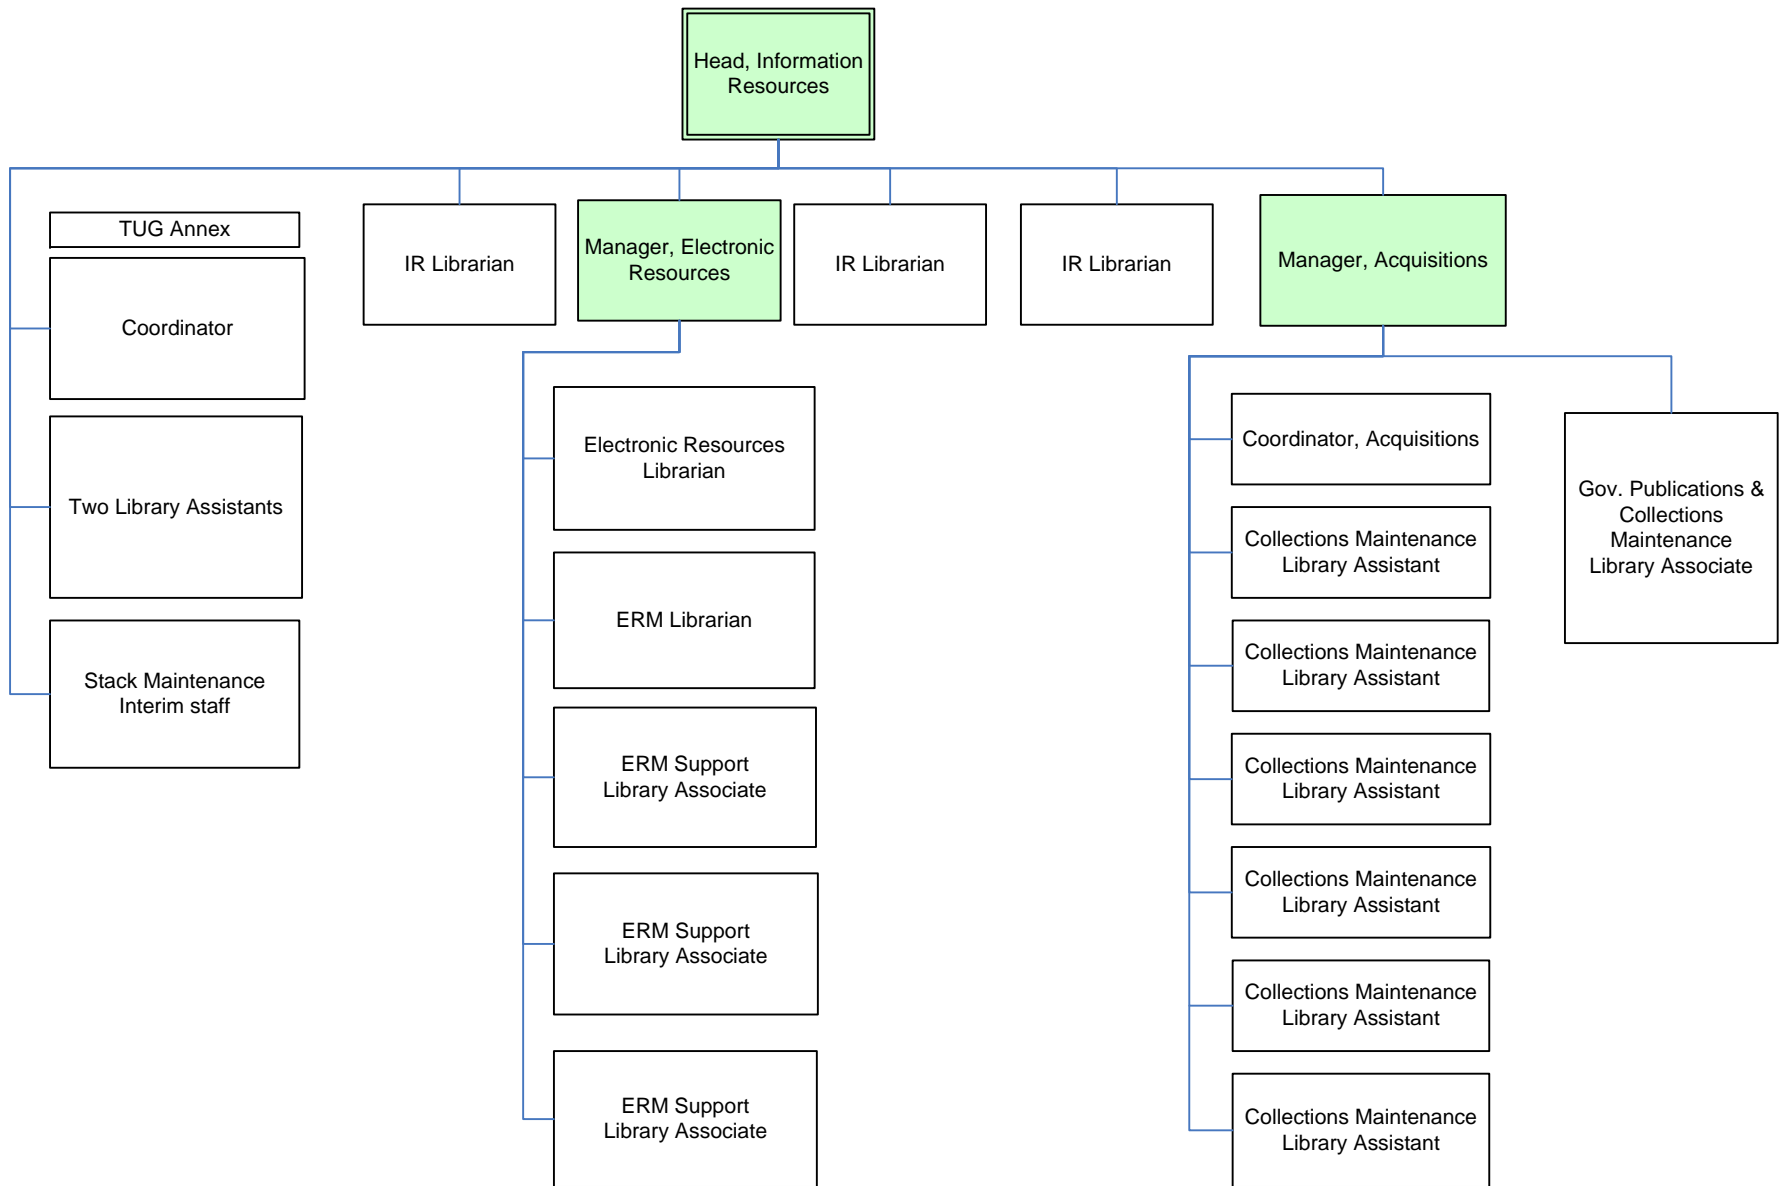 Head, Information
Resources
TUG Annex
Coordinator
Two Library Assistants
Stack Maintenance
Interim staff
IR Librarian
Manager, Electronic
Resources
IR Librarian
IR Librarian
Manager, Acquisitions
Electronic Resources
Librarian
ERM Librarian
ERM Support
Library Associate
ERM Support
Library Associate
ERM Support
Library Associate
Coordinator, Acquisitions
Collections Maintenance
Library Assistant
Collections Maintenance
Library Assistant
Collections Maintenance
Library Assistant
Collections Maintenance
Library Assistant
Collections Maintenance
Library Assistant
Collections Maintenance
Library Assistant
Gov. Publications &
Collections
Maintenance
Library Associate